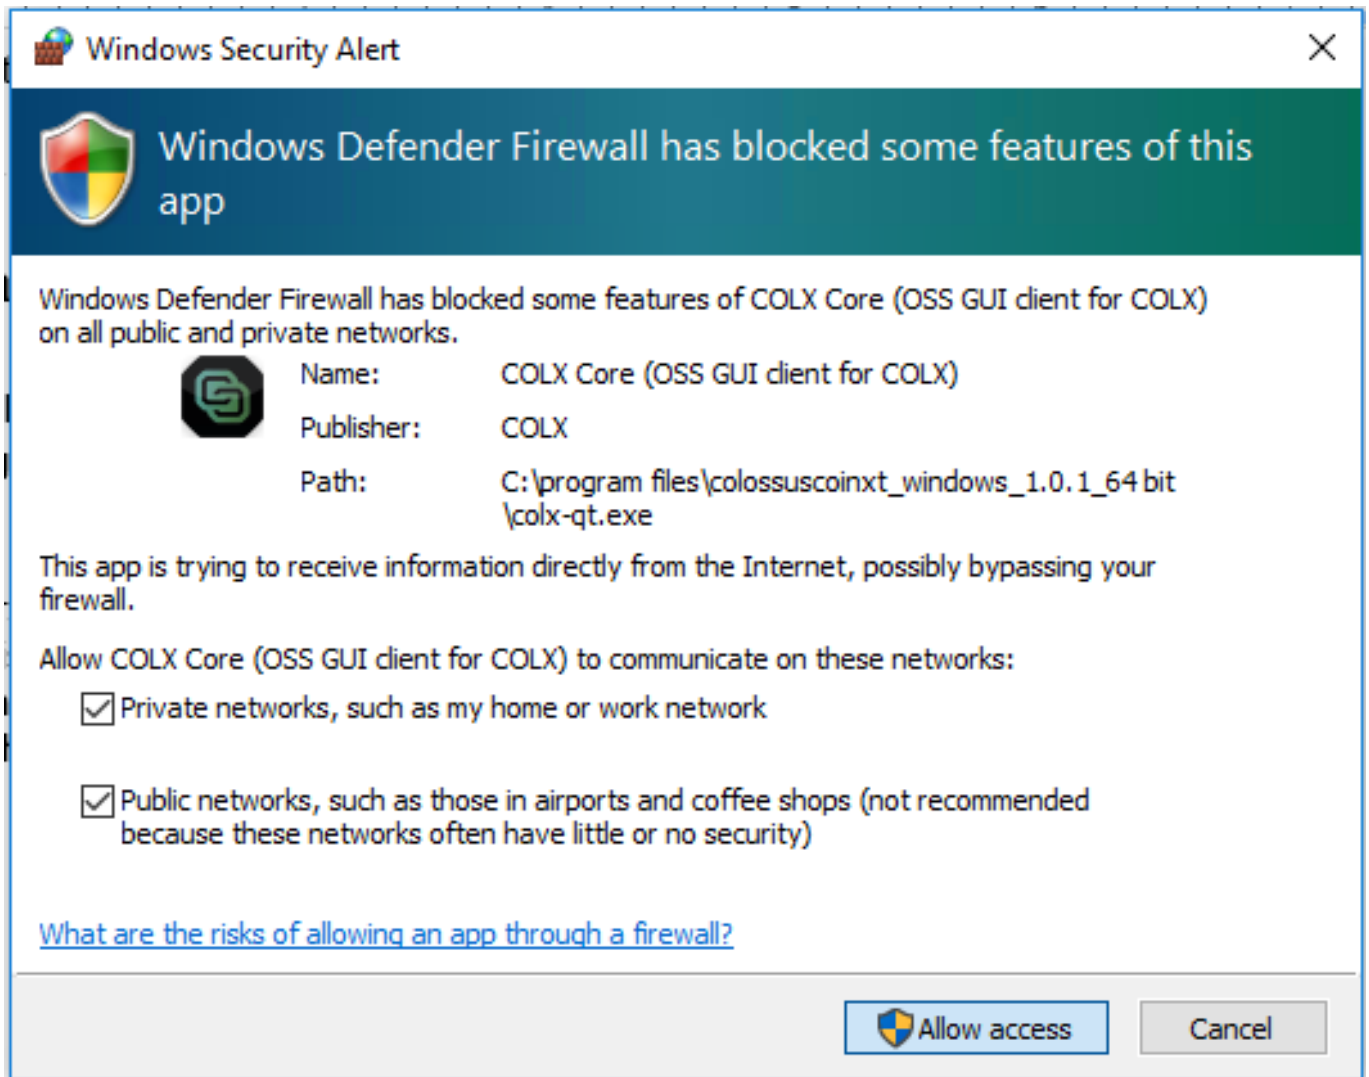 Windows Security Alert
Windows Defender Firewall has blocked some features of this
app
Windows Defender Firewall has blocked some features of COLX Core (OSS GUI client for COLX)
on all public and private networks.
Name: COLX Core (OSS GUI client for COLX)
Publisher: COLX
Path: C:\program files\colossuscoinxt_windows_1.0.1_64 bit
\colx-qt.exe
This app is trying to receive information directly from the Internet, possibly bypassing your
firewall.
Allow COLX Core (OSS GUI client for COLX) to communicate on these networks:
Private networks, such as my home or work network
Public networks, such as those in airports and coffee shops (not recommended
because these networks often have little or no security)
What are the risks of allowing an app through a firewall?
Allow access Cancel